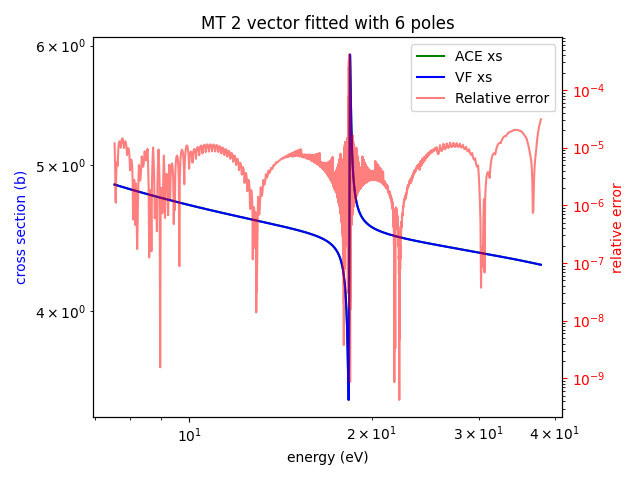 MT 2 vector fitted with 6 poles
ACE xs
VF xs
Relative error
6 × 10⁰
5 × 10⁰
4 × 10⁰
cross section (b)
10⁻⁴
10⁻⁵
10⁻⁶
10⁻⁷
10⁻⁸
10⁻⁹
relative error
10¹
2 × 10¹
3 × 10¹
4 × 10¹
energy (eV)